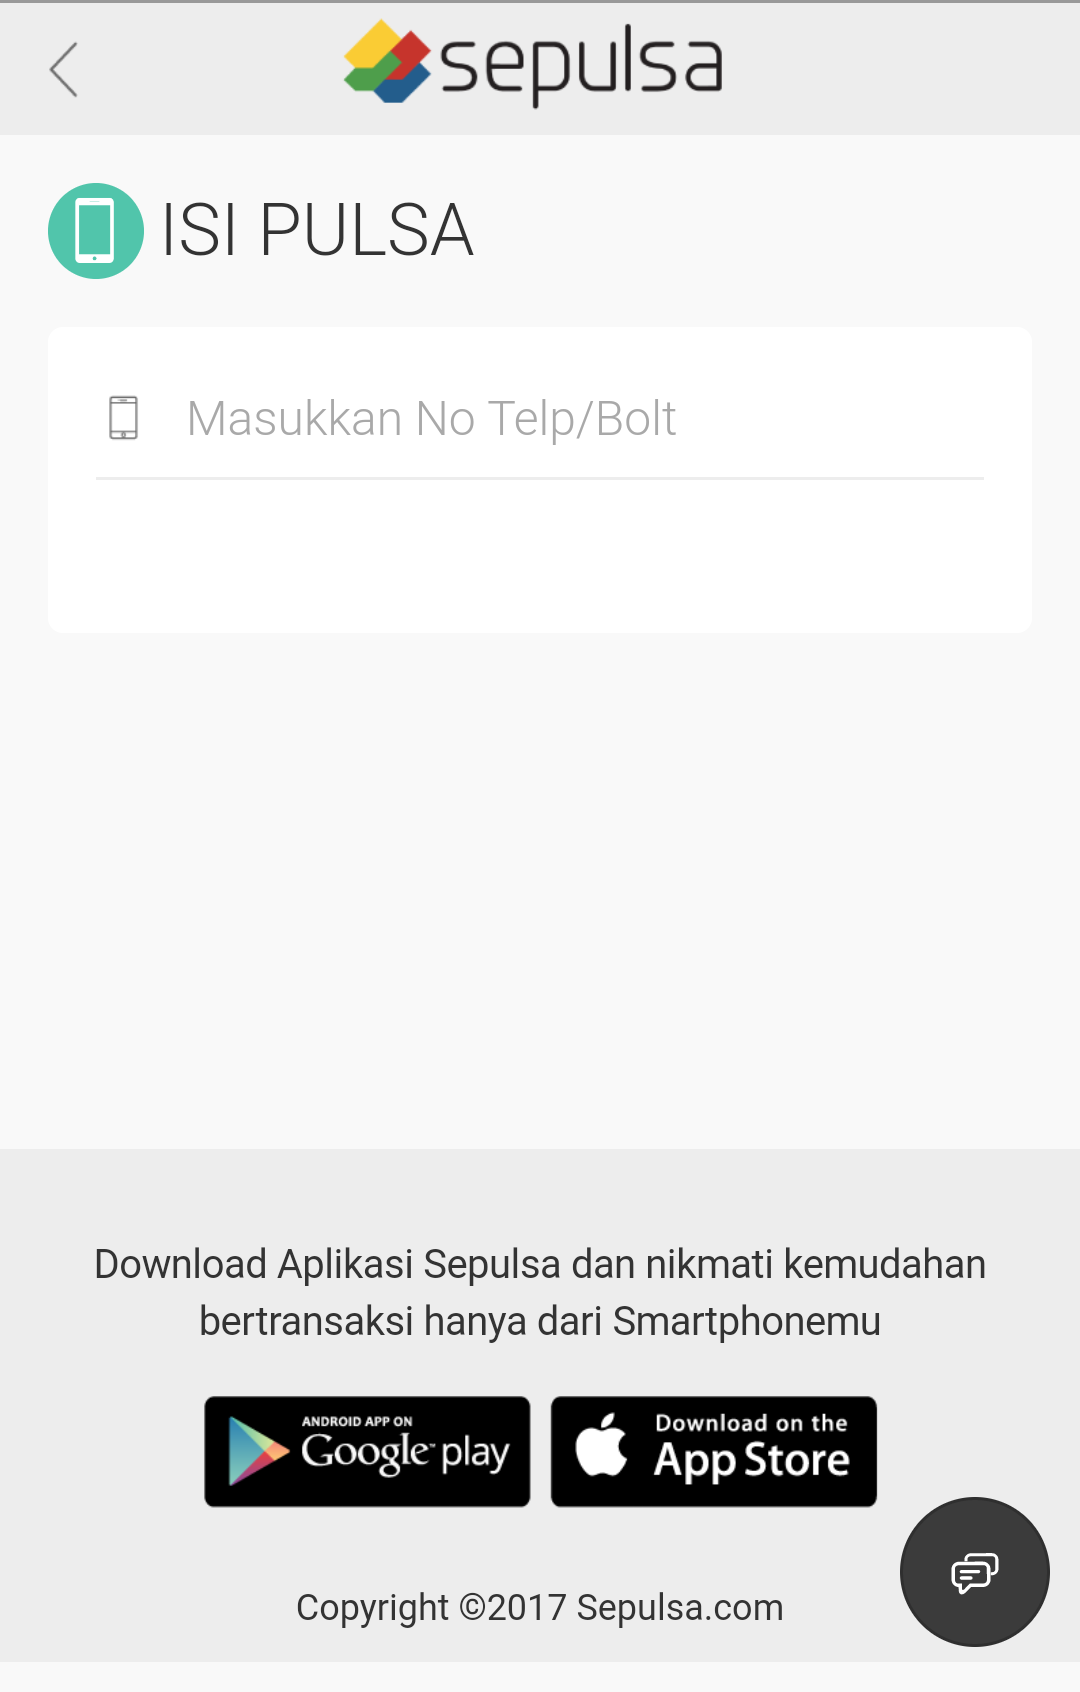 sepulsa
ISI PULSA
Masukkan No Telp/Bolt
Download Aplikasi Sepulsa dan nikmati kemudahan
bertransaksi hanya dari Smartphonemu
ANDROID APP ON
Google play
Download on the
App Store
Copyright ©2017 Sepulsa.com